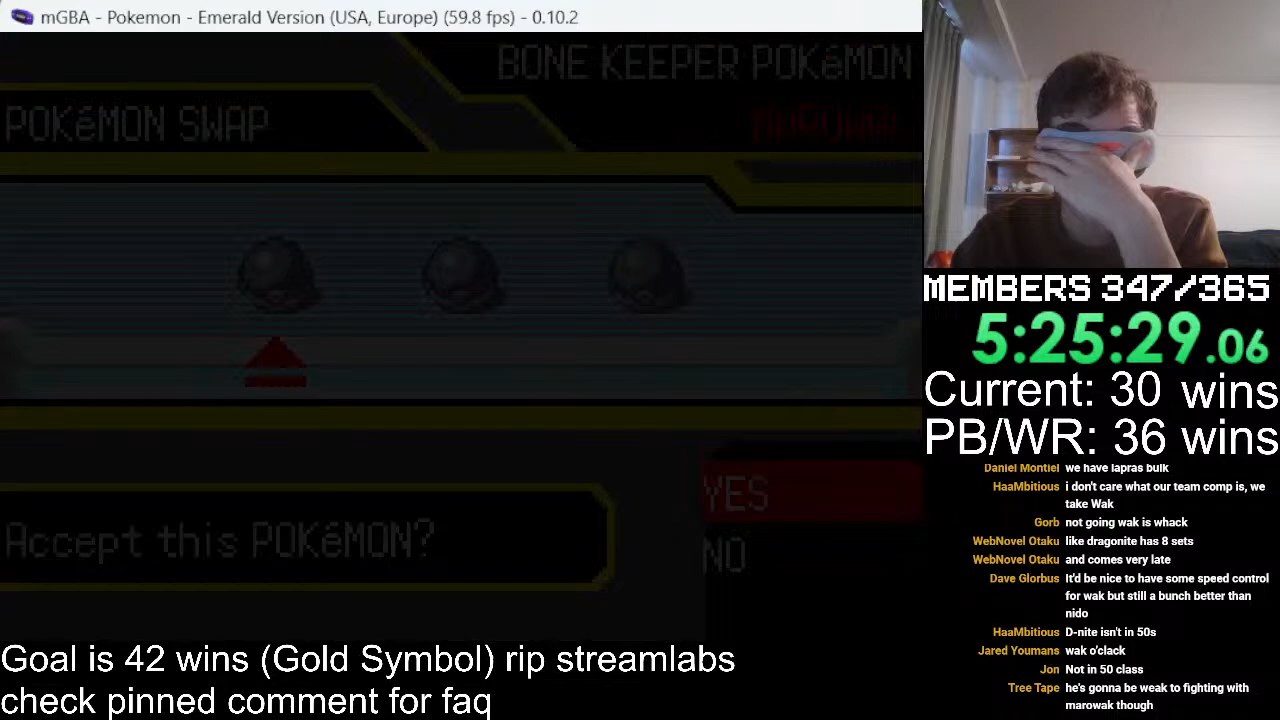 mGBA - Pokemon - Emerald Version (USA, Europe) (59.8 fps) - 0.10.2
BONE KEEPER POKéMON
POKéMON SWAP
MAROWAK
YES
Accept this POKéMON?
NO
MEMBERS 347/365
5:25:29.06
Current: 30 wins
PB/WR: 36 wins
Daniel Montiel we have lapras bulk
HaaMbitious i don't care what our team comp is, we
take Wak
Gorb not going wak is whack
WebNovel Otaku like dragonite has 8 sets
WebNovel Otaku and comes very late
Dave Glorbus It'd be nice to have some speed control
for wak but still a bunch better than
nido
HaaMbitious D-nite isn't in 50s
Jared Youmans wak o'clack
Jon Not in 50 class
Tree Tape he's gonna be weak to fighting with
marowak though
Goal is 42 wins (Gold Symbol) rip streamlabs
check pinned comment for faq